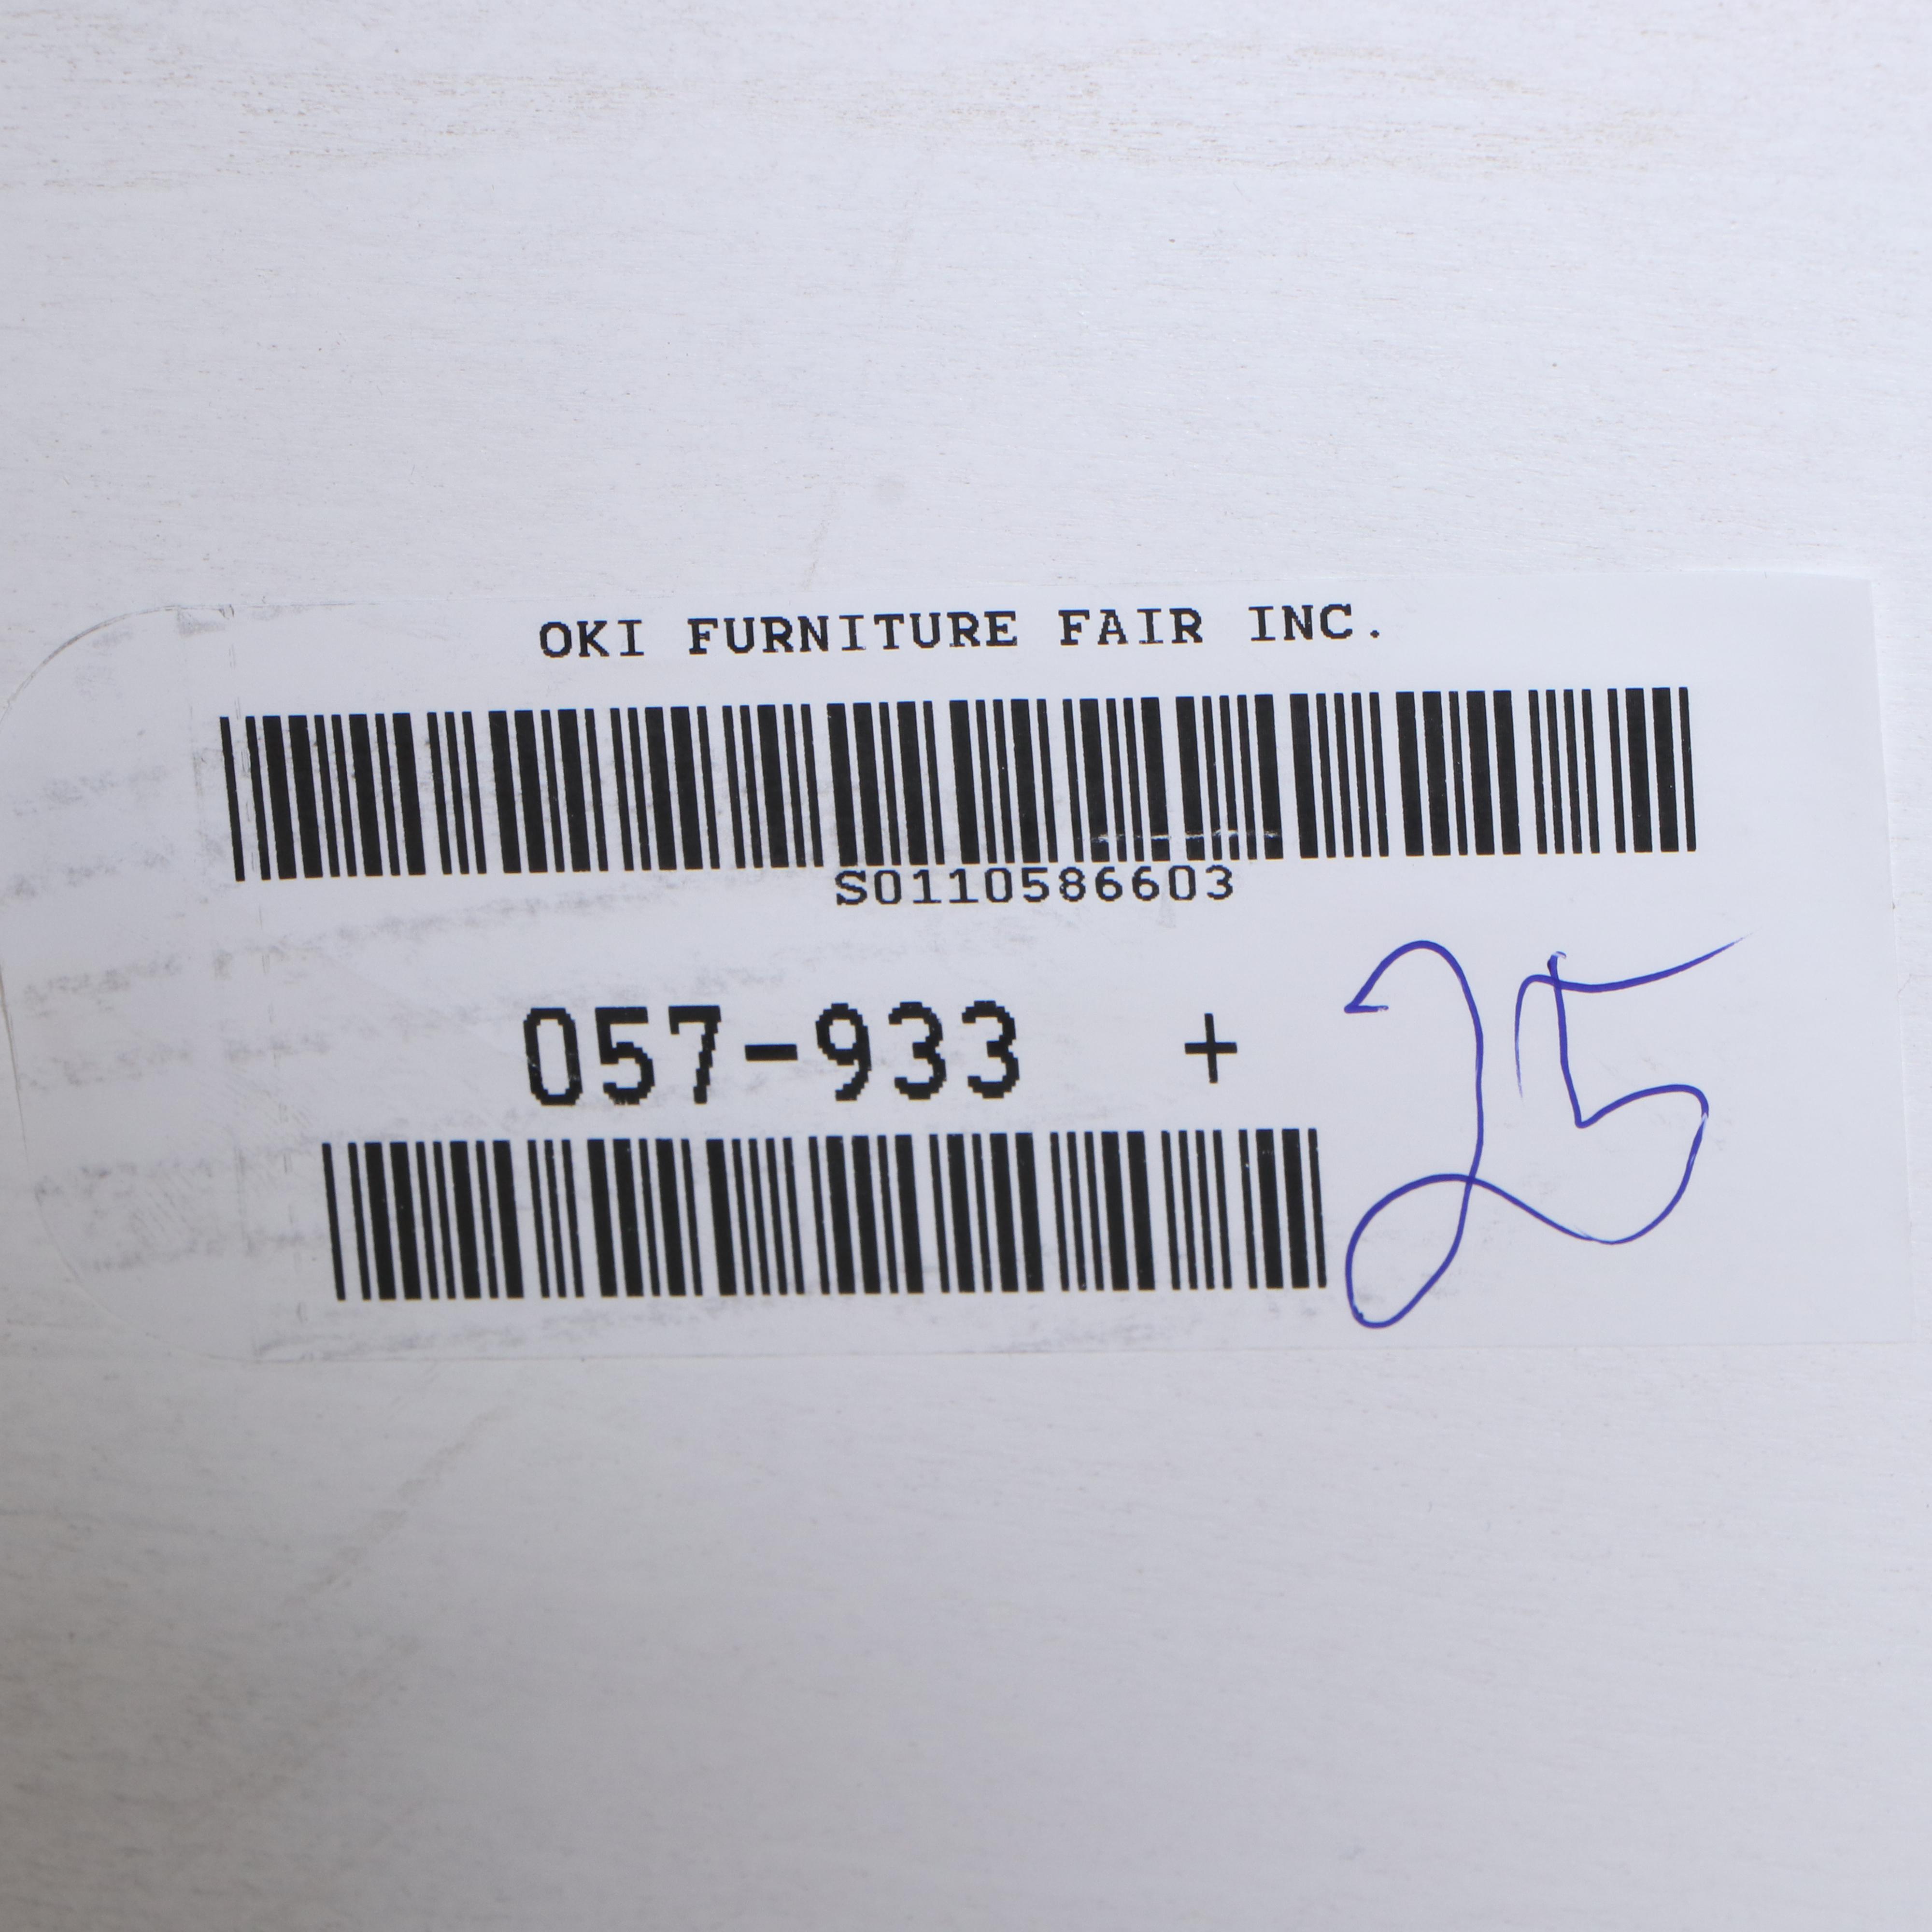 OKI FURNITURE FAIR INC.
S0110586603
057-933 + 25